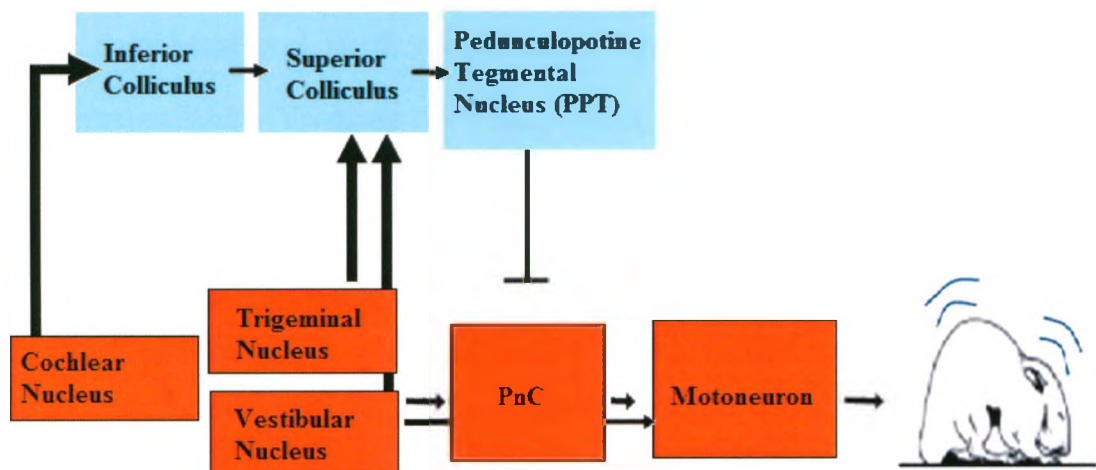 Inferior
Colliculus
Superior
Colliculus
Pedunculopotine
Tegmental
Nucleus (PPT)
Trigeminal
Nucleus
Cochlear
Nucleus
Vestibular
Nucleus
PnC
Motoneuron